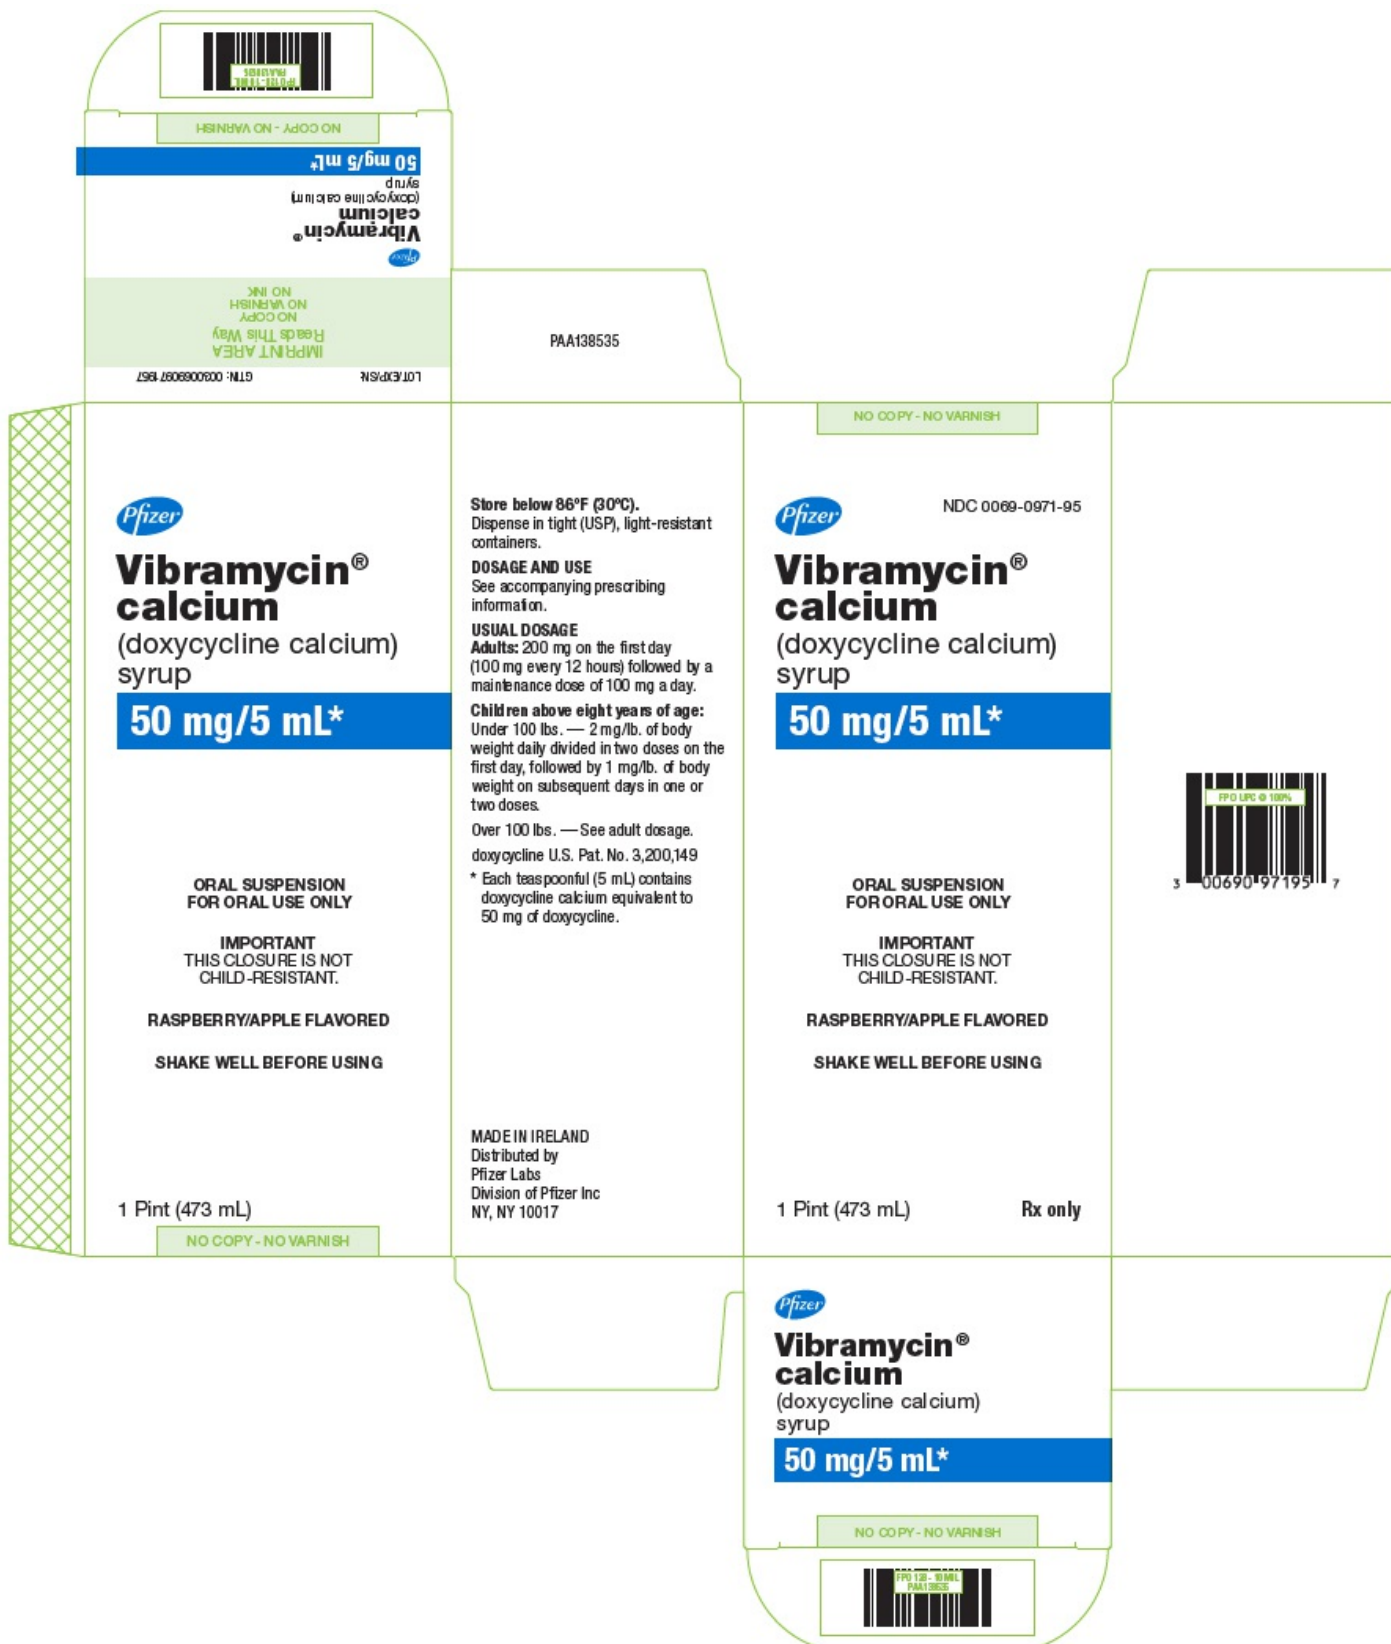 FPO 128 - 10 MIL
PAA138535
NO COPY - NO VARNISH
50 mg/5 mL*
syrup
(doxycycline calcium)
calcium
Vibramycin®
Pfizer
NO INK
NO VARNISH
NO COPY
Reads This Way
IMPRINT AREA
LOT/EXP/SN: GTIN: 00300690971957
PAA138535
Pfizer
Vibramycin®
calcium
(doxycycline calcium)
syrup
50 mg/5 mL*
ORAL SUSPENSION
FOR ORAL USE ONLY
IMPORTANT
THIS CLOSURE IS NOT
CHILD-RESISTANT.
RASPBERRY/APPLE FLAVORED
SHAKE WELL BEFORE USING
1 Pint (473 mL)
NO COPY - NO VARNISH
Store below 86°F (30°C).
Dispense in tight (USP), light-resistant
containers.
DOSAGE AND USE
See accompanying prescribing
information.
USUAL DOSAGE
Adults: 200 mg on the first day
(100 mg every 12 hours) followed by a
maintenance dose of 100 mg a day.
Children above eight years of age:
Under 100 lbs. — 2 mg/lb. of body
weight daily divided in two doses on the
first day, followed by 1 mg/lb. of body
weight on subsequent days in one or
two doses.
Over 100 lbs. — See adult dosage.
doxycycline U.S. Pat. No. 3,200,149
* Each teaspoonful (5 mL) contains
doxycycline calcium equivalent to
50 mg of doxycycline.
MADE IN IRELAND
Distributed by
Pfizer Labs
Division of Pfizer Inc
NY, NY 10017
NO COPY - NO VARNISH
Pfizer
NDC 0069-0971-95
Vibramycin®
calcium
(doxycycline calcium)
syrup
50 mg/5 mL*
ORAL SUSPENSION
FOR ORAL USE ONLY
IMPORTANT
THIS CLOSURE IS NOT
CHILD-RESISTANT.
RASPBERRY/APPLE FLAVORED
SHAKE WELL BEFORE USING
1 Pint (473 mL)
Rx only
FPO UPC @ 100%
3 00690 97195 7
Pfizer
Vibramycin®
calcium
(doxycycline calcium)
syrup
50 mg/5 mL*
NO COPY - NO VARNISH
FPO 128 - 10 MIL
PAA138535